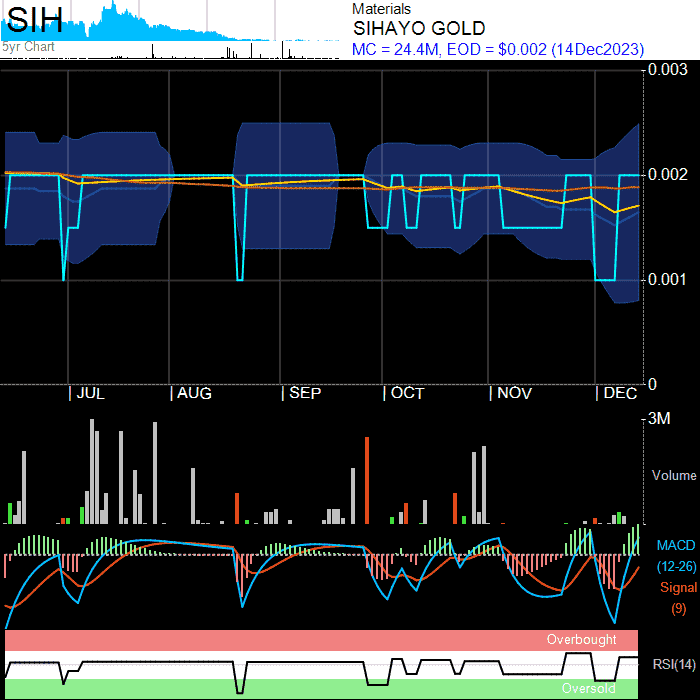 SIH
5yr Chart
Materials
SIHAYO GOLD
MC = 24.4M, EOD = $0.002 (14Dec2023)
0.003
0.002
0.001
0
JUL AUG SEP OCT NOV DEC
3M
Volume
MACD
(12-26)
Signal
(9)
Overbought
RSI(14)
Oversold